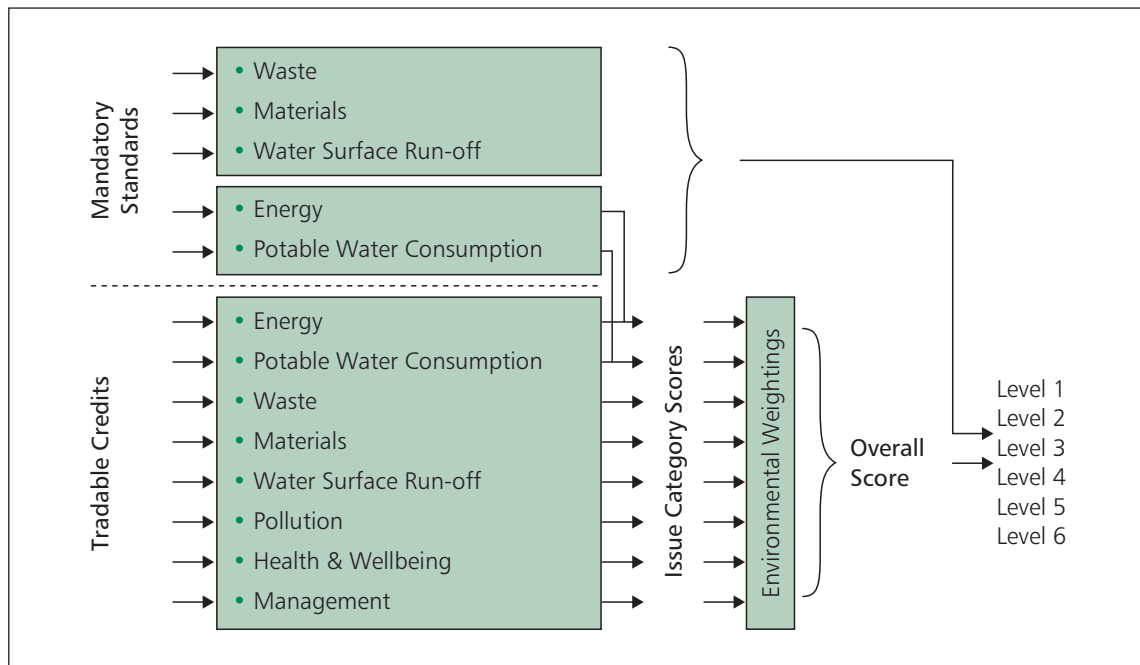 Mandatory
Standards
• Waste
• Materials
• Water Surface Run-off
• Energy
• Potable Water Consumption
Tradable Credits
• Energy
• Potable Water Consumption
• Waste
• Materials
• Water Surface Run-off
• Pollution
• Health & Wellbeing
• Management
Issue Category Scores
Environmental Weightings
Overall
Score
Level 1
Level 2
Level 3
Level 4
Level 5
Level 6